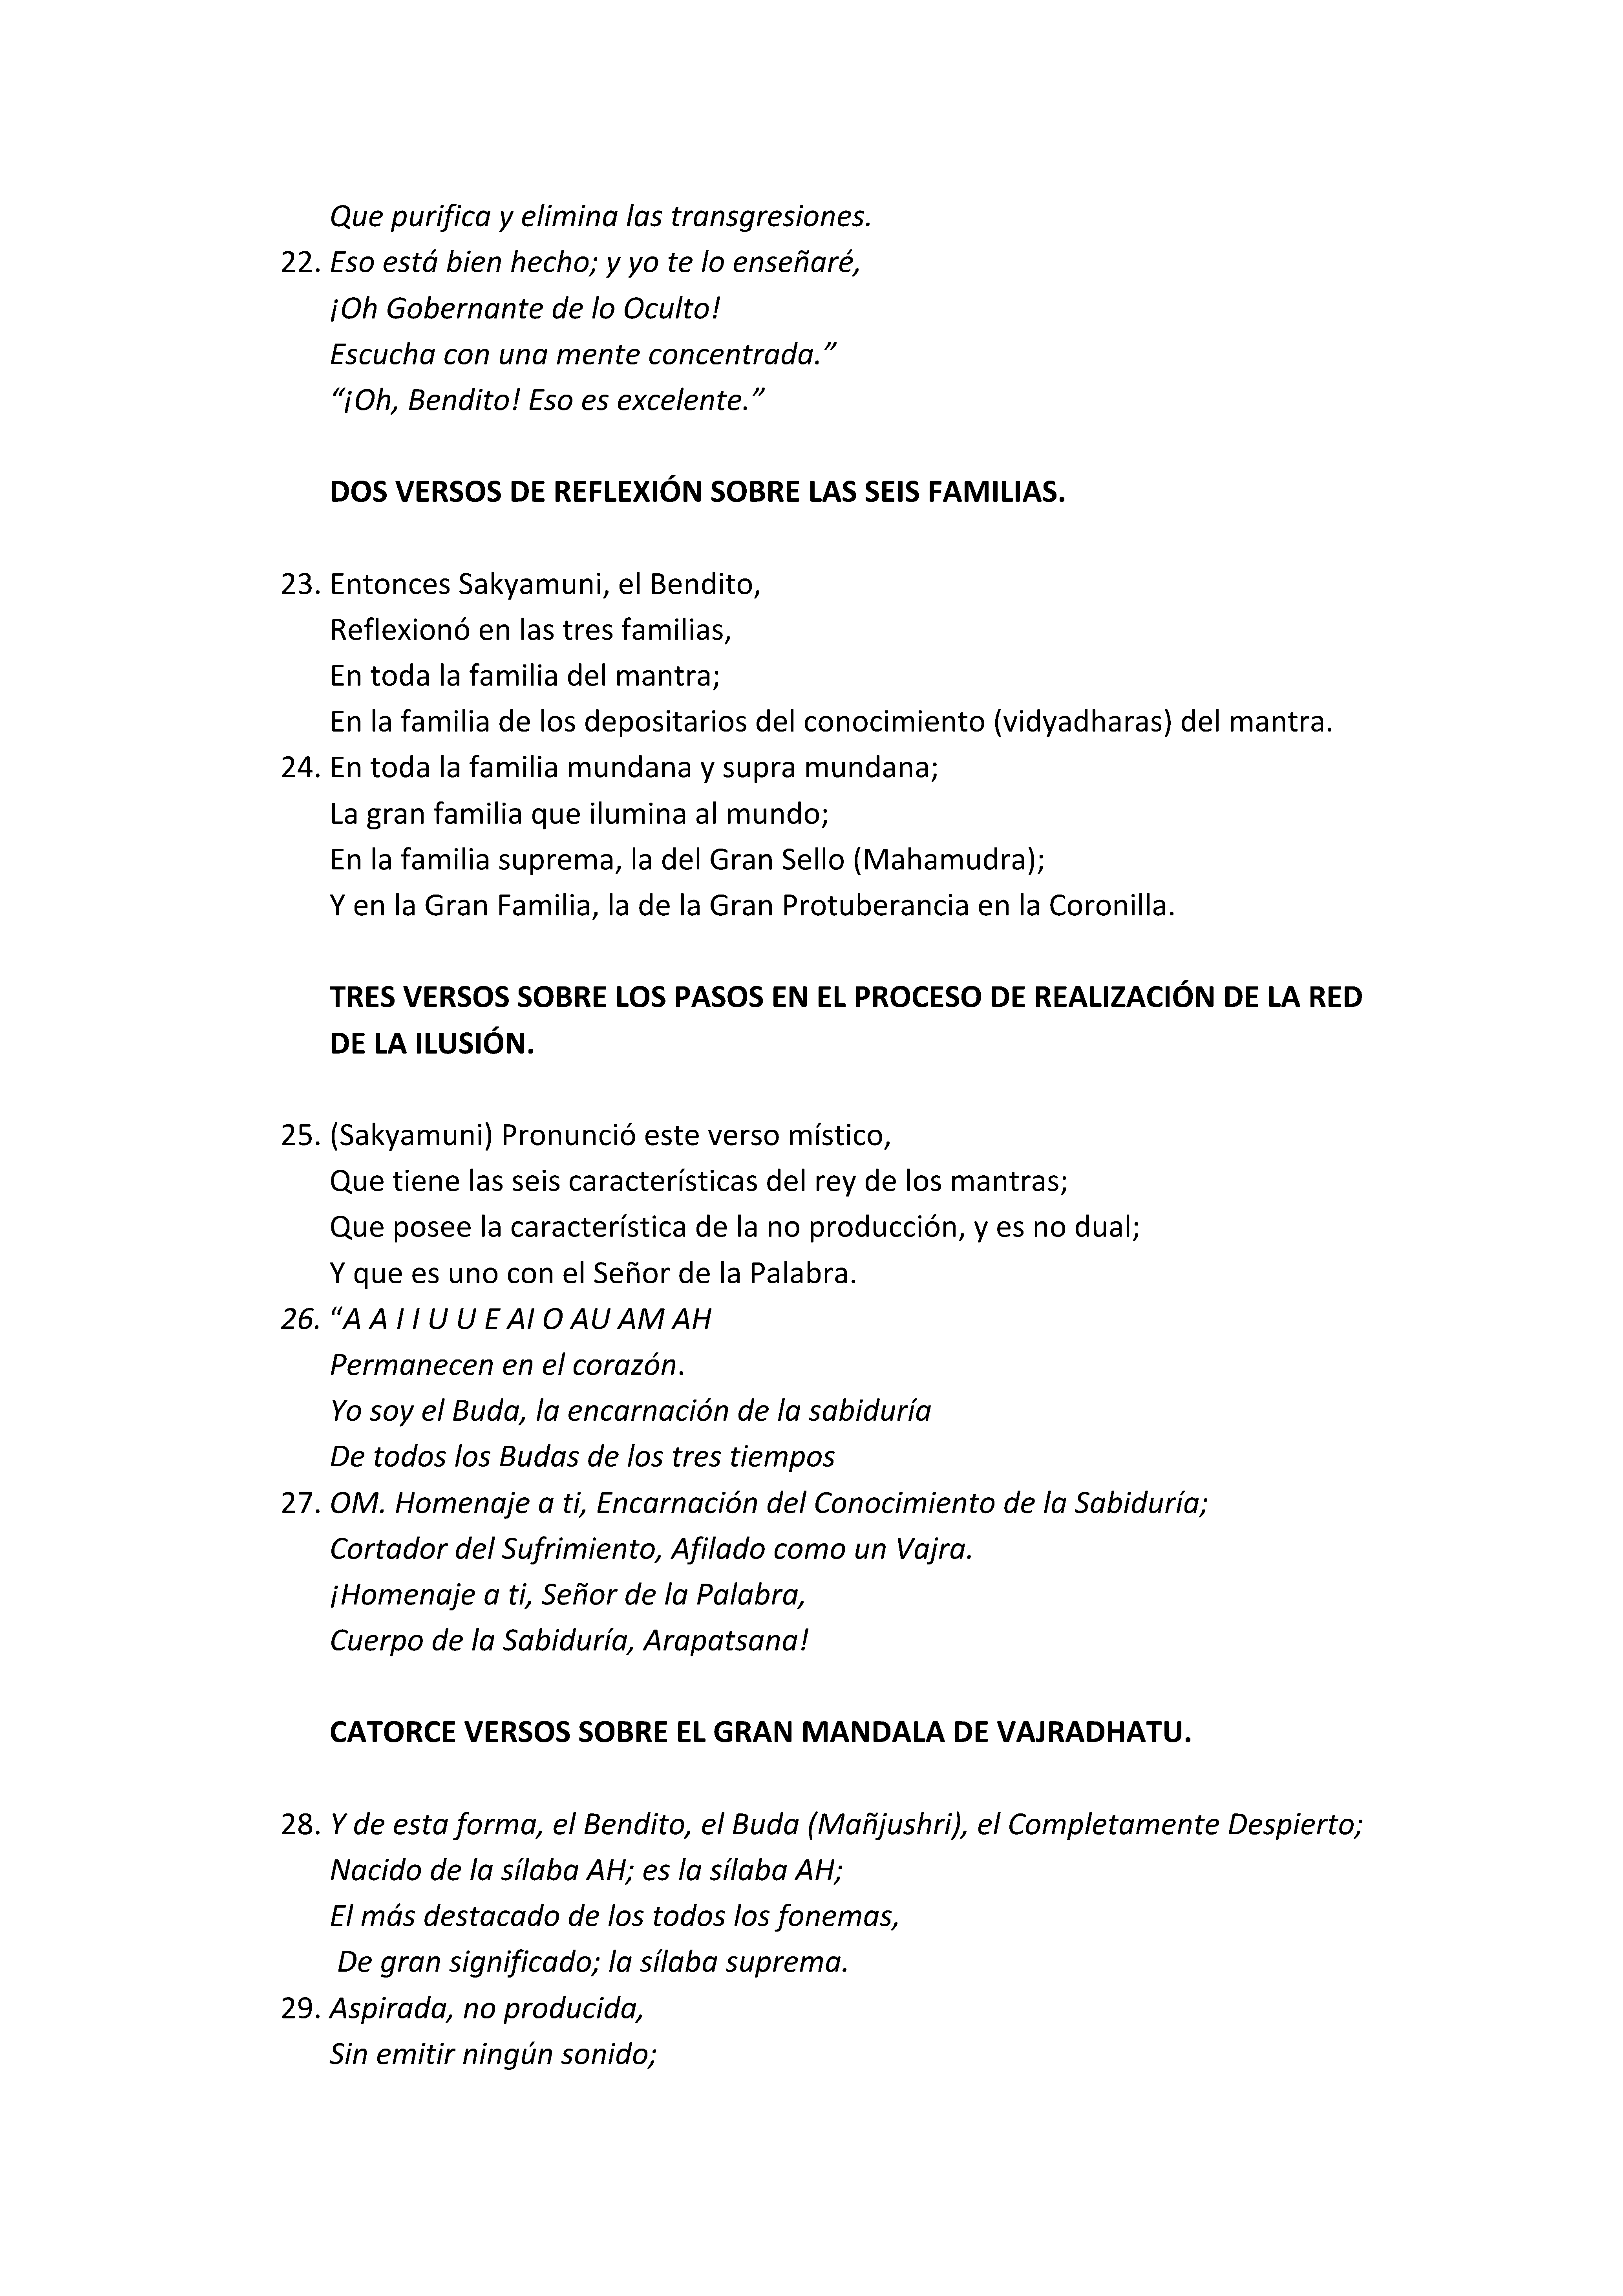 Que purifica y elimina las transgresiones.
22. Eso está bien hecho; y yo te lo enseñaré,
¡Oh Gobernante de lo Oculto!
Escucha con una mente concentrada.”
“¡Oh, Bendito! Eso es excelente.”
DOS VERSOS DE REFLEXIÓN SOBRE LAS SEIS FAMILIAS.
23. Entonces Sakyamuni, el Bendito,
Reflexionó en las tres familias,
En toda la familia del mantra;
En la familia de los depositarios del conocimiento (vidyadharas) del mantra.
24. En toda la familia mundana y supra mundana;
La gran familia que ilumina al mundo;
En la familia suprema, la del Gran Sello (Mahamudra);
Y en la Gran Familia, la de la Gran Protuberancia en la Coronilla.
TRES VERSOS SOBRE LOS PASOS EN EL PROCESO DE REALIZACIÓN DE LA RED
DE LA ILUSIÓN.
25. (Sakyamuni) Pronunció este verso místico,
Que tiene las seis características del rey de los mantras;
Que posee la característica de la no producción, y es no dual;
Y que es uno con el Señor de la Palabra.
26. “A A I I U U E AI O AU AM AH
Permanecen en el corazón.
Yo soy el Buda, la encarnación de la sabiduría
De todos los Budas de los tres tiempos
27. OM. Homenaje a ti, Encarnación del Conocimiento de la Sabiduría;
Cortador del Sufrimiento, Afilado como un Vajra.
¡Homenaje a ti, Señor de la Palabra,
Cuerpo de la Sabiduría, Arapatsana!
CATORCE VERSOS SOBRE EL GRAN MANDALA DE VAJRADHATU.
28. Y de esta forma, el Bendito, el Buda (Mañjushri), el Completamente Despierto;
Nacido de la sílaba AH; es la sílaba AH;
El más destacado de los todos los fonemas,
De gran significado; la sílaba suprema.
29. Aspirada, no producida,
Sin emitir ningún sonido;